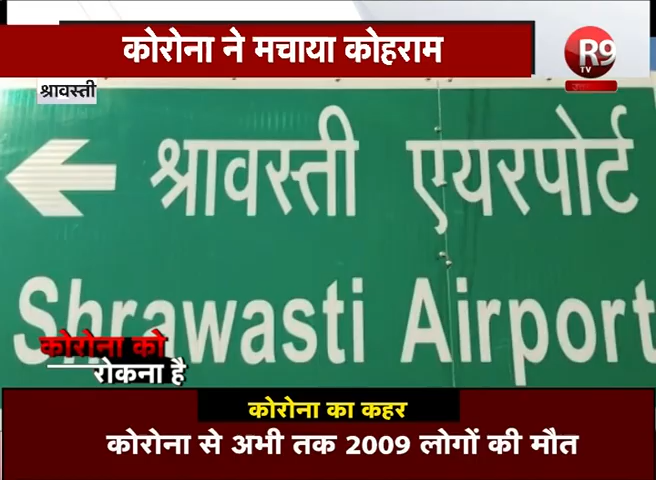 कोरोना ने मचाया कोहराम
R9
TV
श्रावस्ती
श्रावस्ती एयरपोर्ट
Shrawasti Airport
कोरोना को
रोकना है
कोरोना का कहर
कोरोना से अभी तक 2009 लोगों की मौत